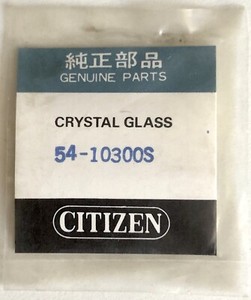 純正部品
GENUINE PARTS
CRYSTAL GLASS
54-10300S
CITIZEN